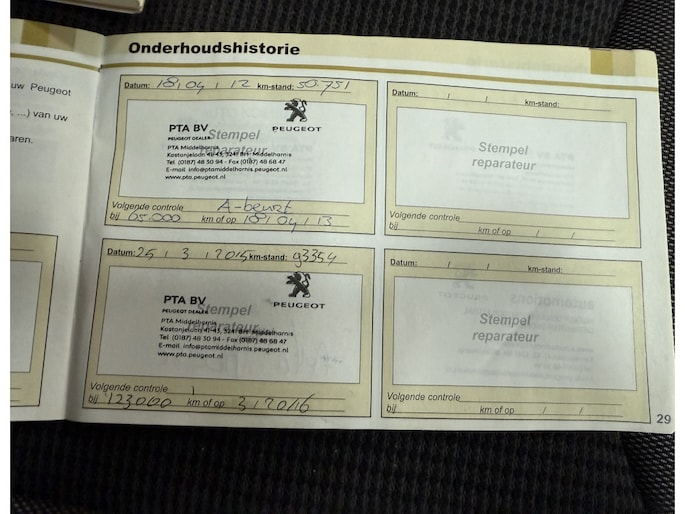 uw Peugeot
...) van uw
aren.
Onderhoudshistorie
Datum: 18, 04, 12 km-stand: 50.751
PTA BV
PEUGEOT DEALER
Stempel
reparateur
PEUGEOT
PTA Middelharnis
Kastanjelaan 41-43, 3241 BH Middelharnis
Tel (0187) 48 30 94 - Fax (0187) 48 68 47
E-mail info@ptamiddelharnis.peugeot.nl
www.pta.peugeot.nl
Volgende controle A-beurt
bij 65.000 km of op 18, 04, 13
Datum: / / km-stand:
Stempel
reparateur
Volgende controle
bij km of op / /
Datum: 25, 3, 2015 km-stand: 93354
PTA BV
PEUGEOT DEALER
Stempel
reparateur
PEUGEOT
PTA Middelharnis
Kastanjelaan 41-43, Middelharnis
Tel (0187) 48 30 94 - Fax (0187) 48 68 47
E-mail info@ptamiddelharnis.peugeot.nl
www.pta.peugeot.nl
Volgende controle
bij 123000 km of op 3, 2016
Datum: / / km-stand:
Stempel
reparateur
Volgende controle
bij km of op / /
29